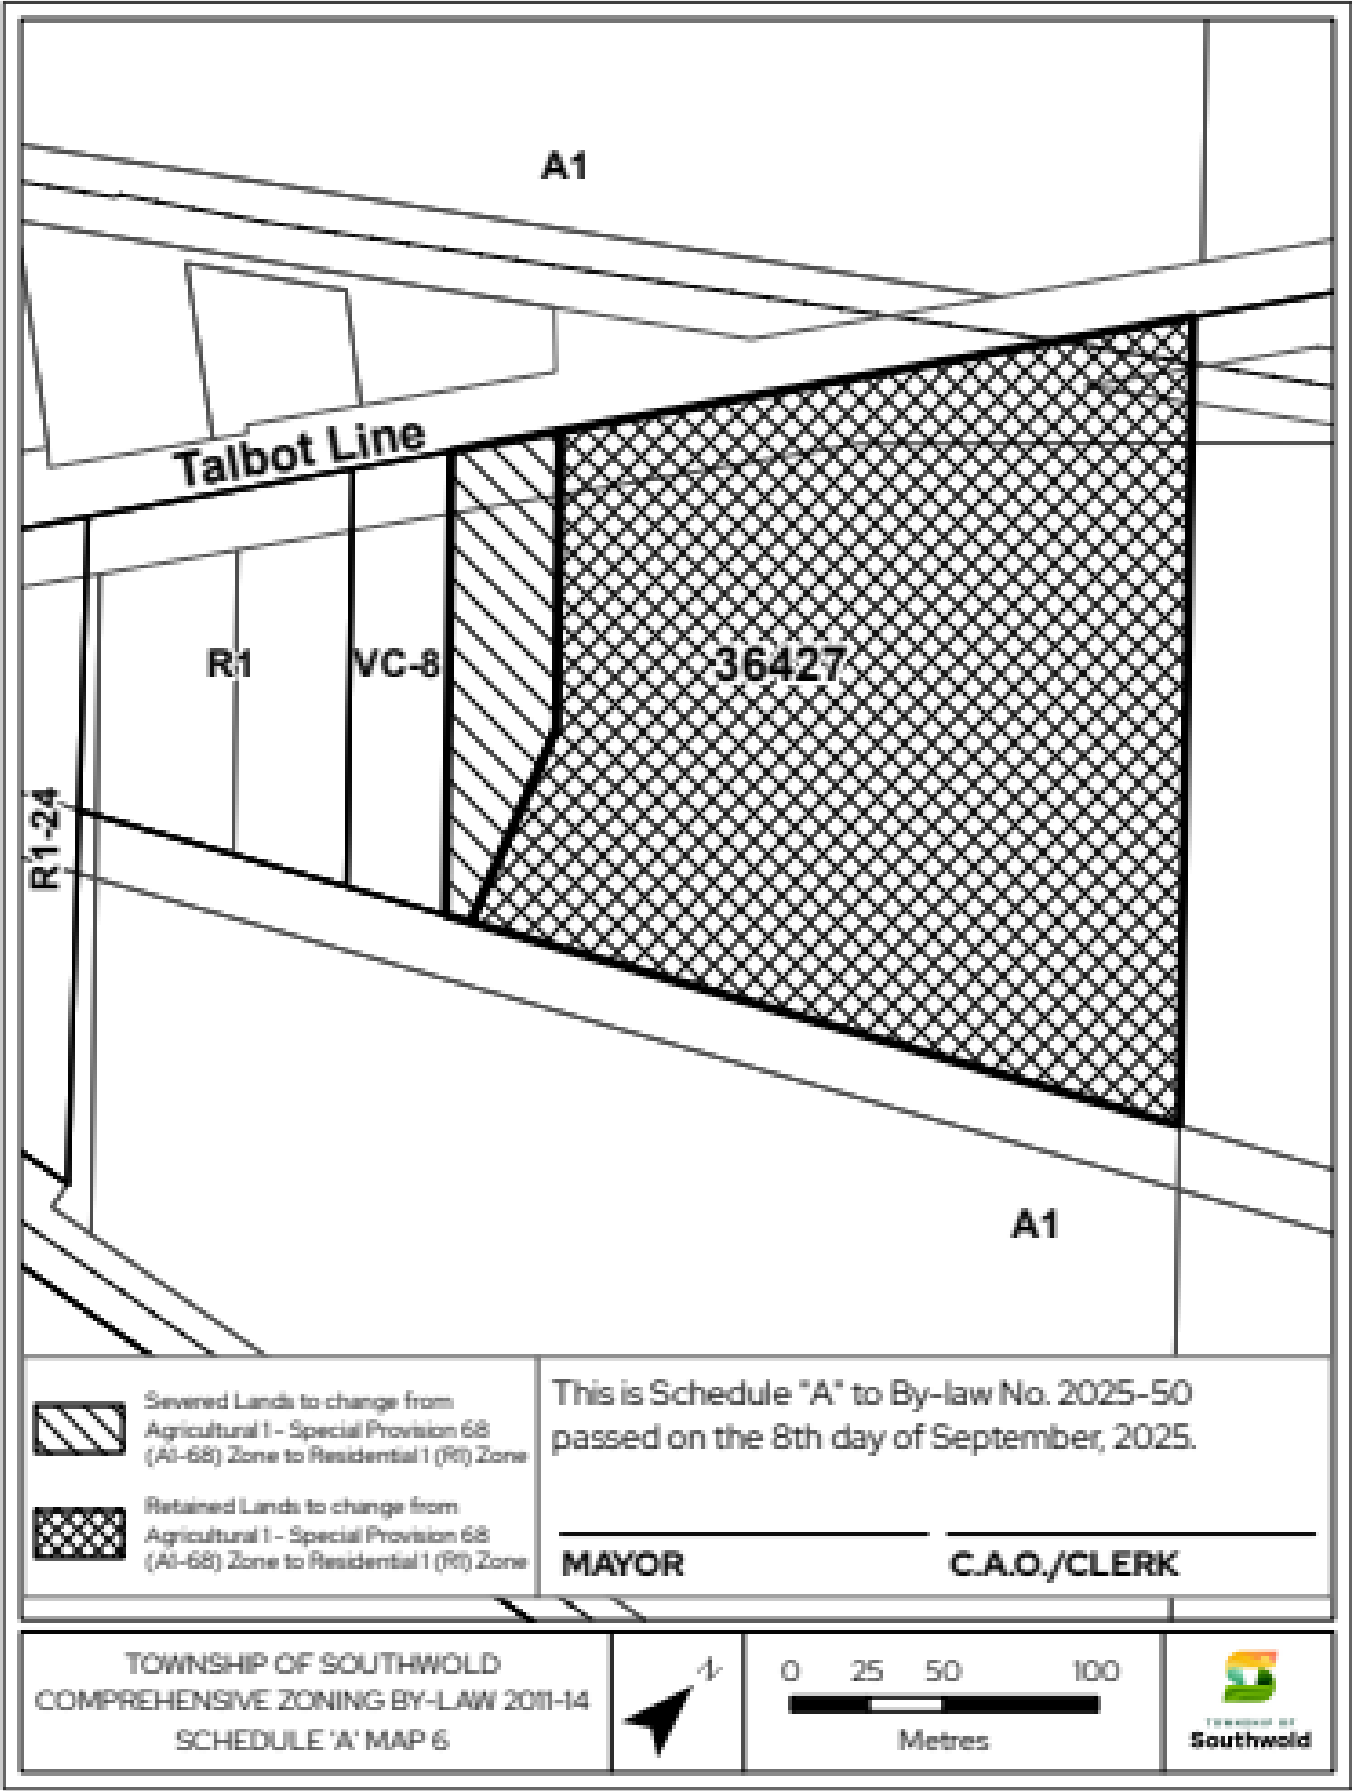 A1
Talbot Line
R1
VC-8
36427
R1-24
A1
Severed Lands to change from
Agricultural 1 - Special Provision 68
(A1-68) Zone to Residential 1 (R1) Zone
Retained Lands to change from
Agricultural 1 - Special Provision 68
(A1-68) Zone to Residential 1 (R1) Zone
This is Schedule "A" to By-law No. 2025-50
passed on the 8th day of September, 2025.
MAYOR
C.A.O./CLERK
TOWNSHIP OF SOUTHWOLD
COMPREHENSIVE ZONING BY-LAW 2011-14
SCHEDULE 'A' MAP 6
N
0 25 50 100
Metres
TOWNSHIP OF
Southwold